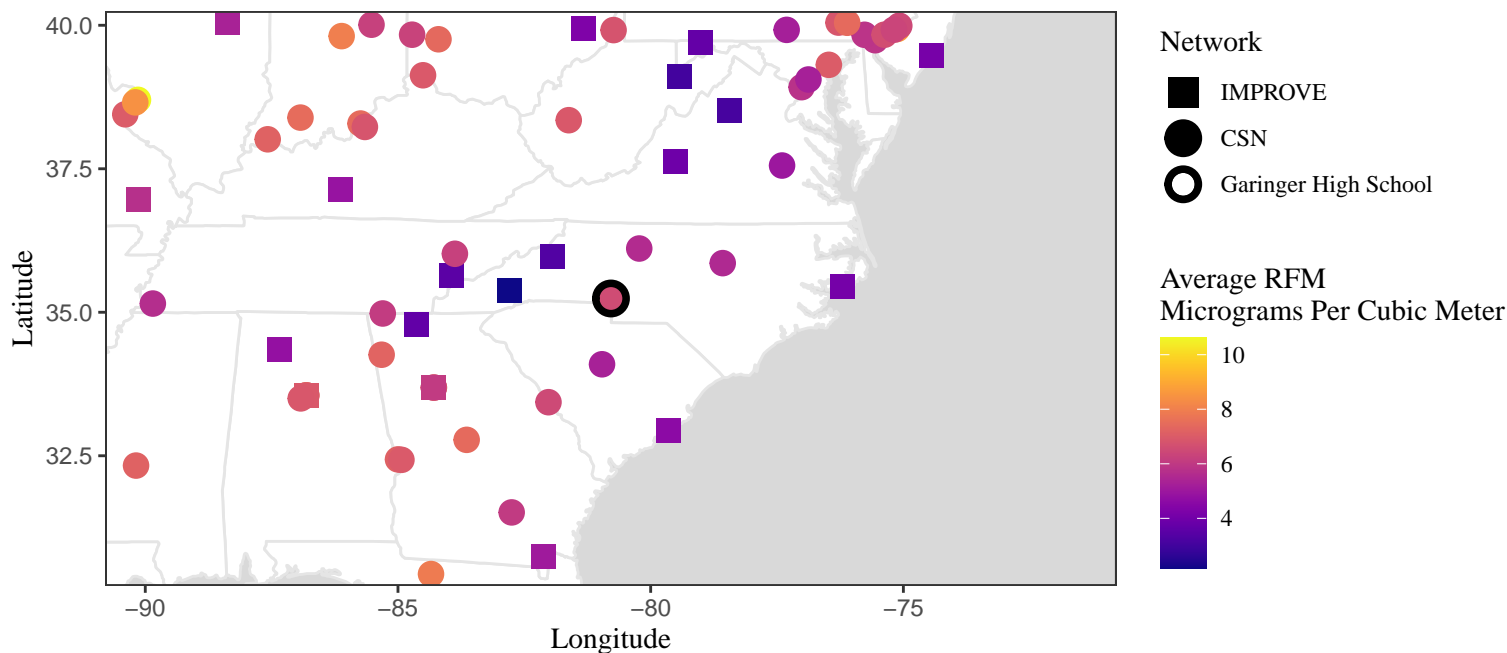 40.0
37.5
35.0
32.5
Latitude
−90
−85
−80
−75
Longitude
Network
IMPROVE
CSN
Garinger High School
Average RFM
Micrograms Per Cubic Meter
10
8
6
4